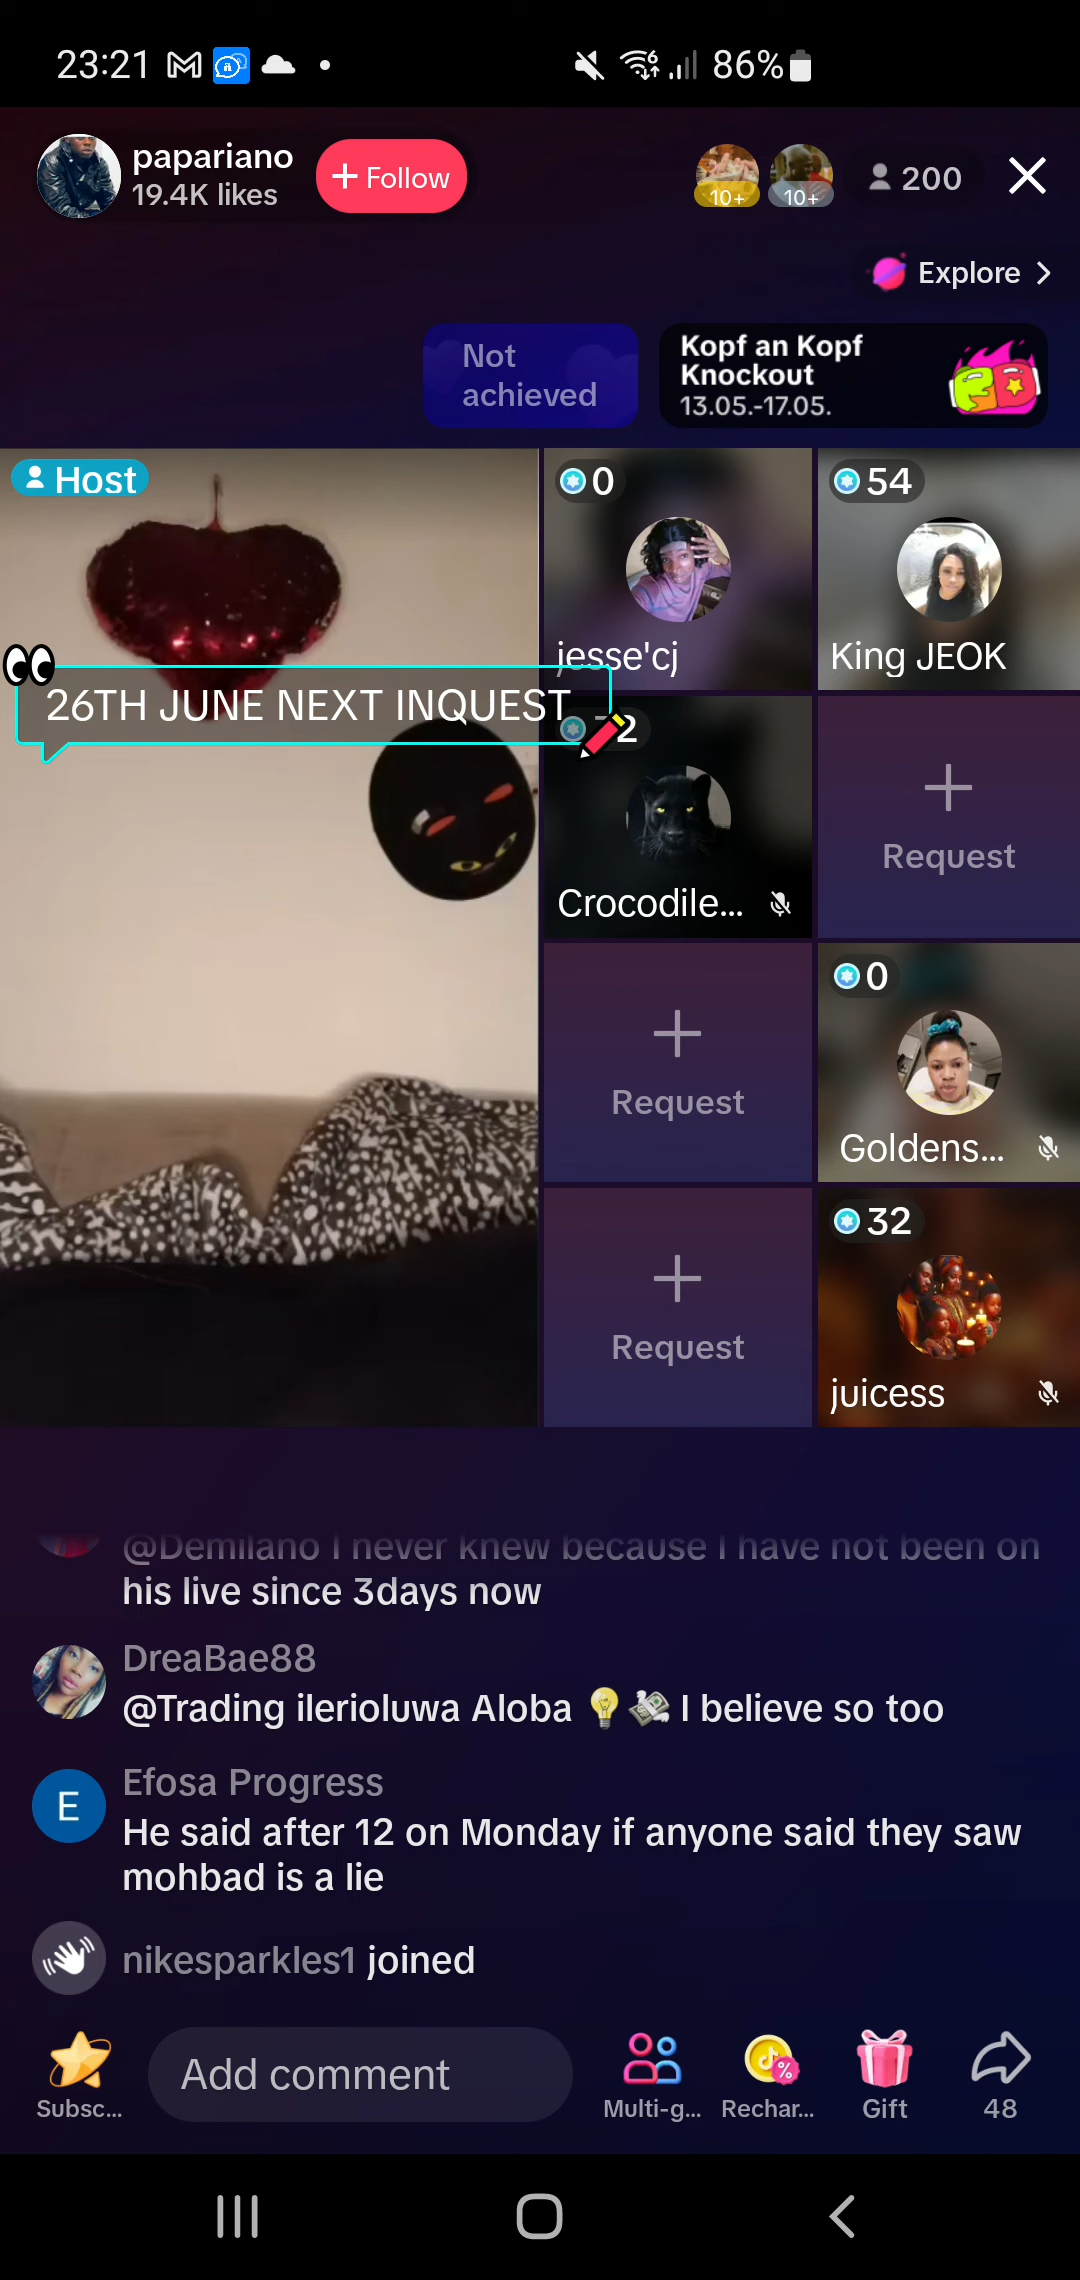 23:21
86%
papariano
19.4K likes
+ Follow
10+
10+
200
Explore
Not
achieved
Kopf an Kopf
Knockout
13.05.-17.05.
Host
0
54
jesse'cj
King JEOK
26TH JUNE NEXT INQUEST
2
Request
Crocodile...
0
Request
Goldens...
32
Request
juicess
@Demilano I never knew because I have not been on
his live since 3days now
DreaBae88
@Trading ilerioluwa Aloba 💡💸 I believe so too
E
Efosa Progress
He said after 12 on Monday if anyone said they saw
mohbad is a lie
nikesparkles1 joined
Add comment
Subsc...
Multi-g...
Rechar...
Gift
48